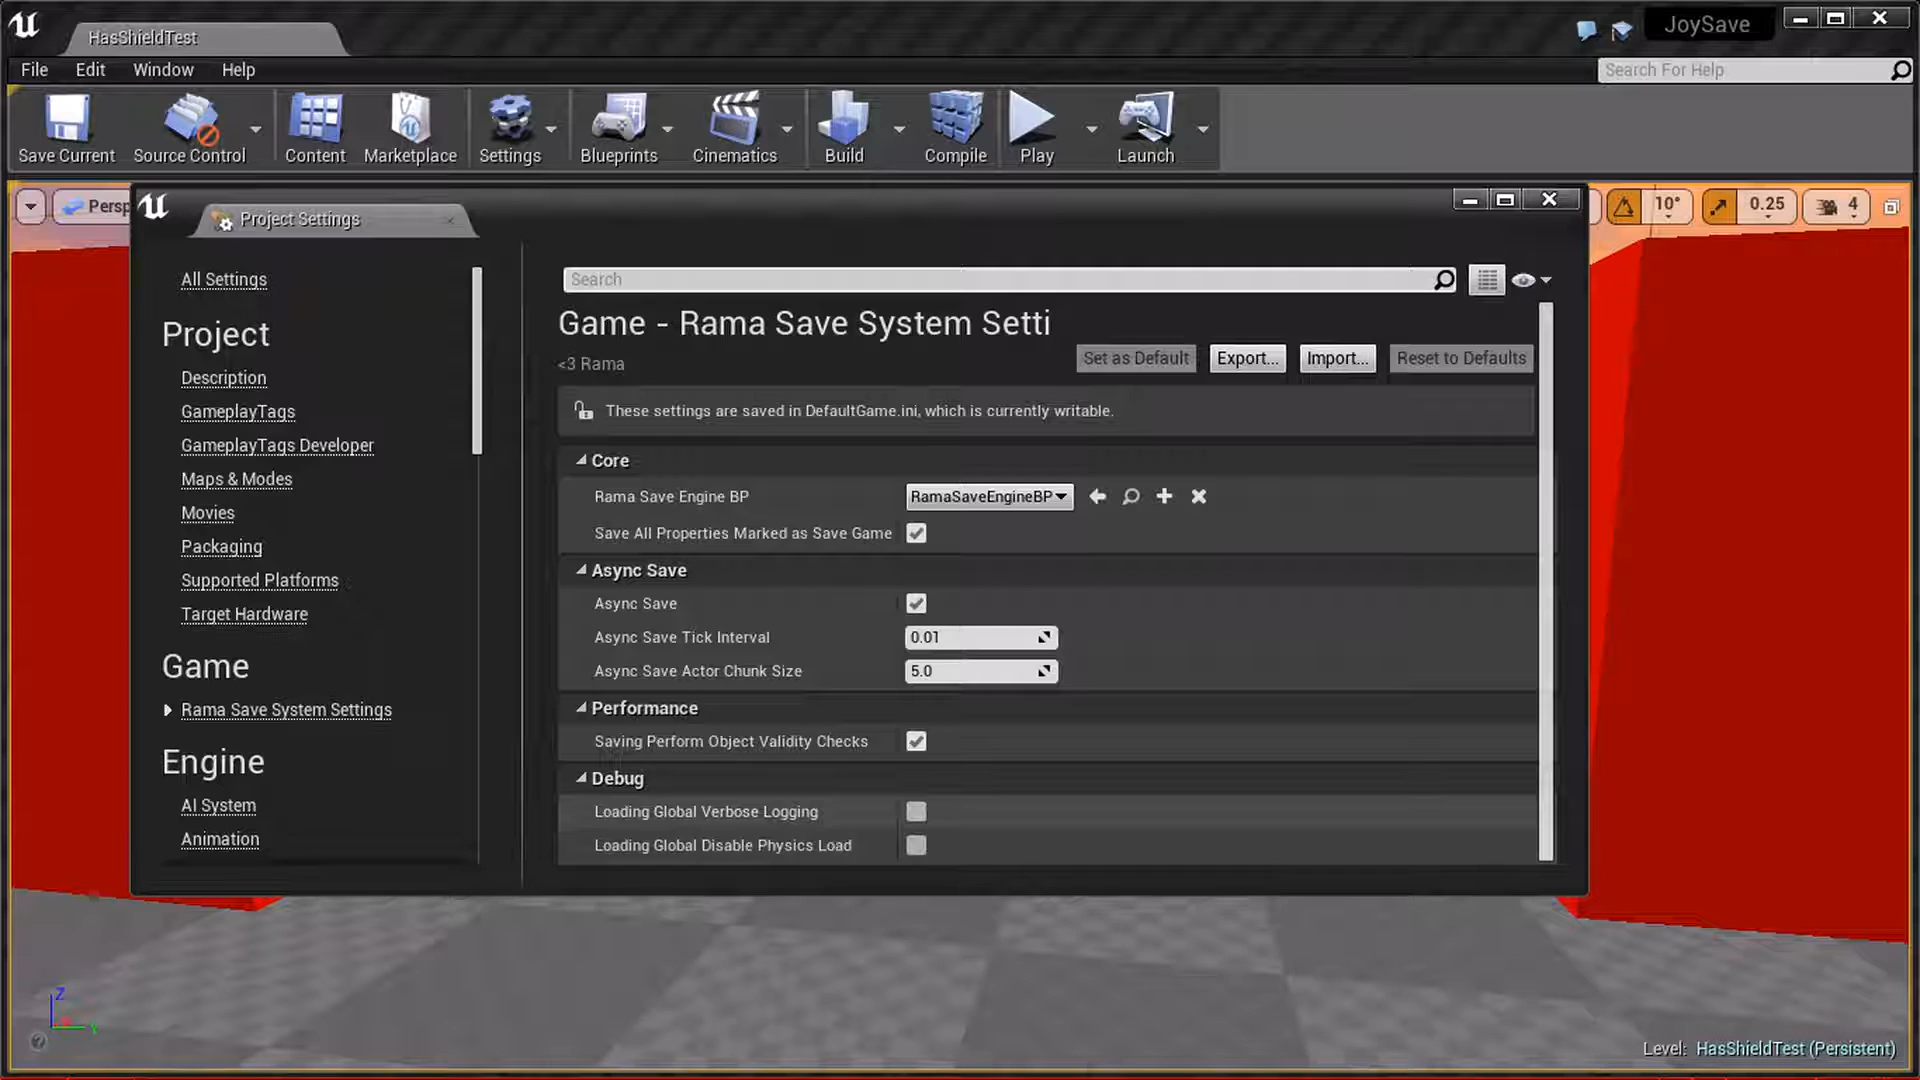 HasShieldTest
JoySave
File Edit Window Help
Search For Help
Save Current Source Control Content Marketplace Settings Blueprints Cinematics Build Compile Play Launch
Persp
10° 0.25 4
Project Settings
All Settings
Project
Description
GameplayTags
GameplayTags Developer
Maps & Modes
Movies
Packaging
Supported Platforms
Target Hardware
Game
Rama Save System Settings
Engine
AI System
Animation
Search
Game - Rama Save System Setti
<3 Rama
Set as Default Export... Import... Reset to Defaults
These settings are saved in DefaultGame.ini, which is currently writable.
Core
Rama Save Engine BP RamaSaveEngineBP
Save All Properties Marked as Save Game
Async Save
Async Save
Async Save Tick Interval 0.01
Async Save Actor Chunk Size 5.0
Performance
Saving Perform Object Validity Checks
Debug
Loading Global Verbose Logging
Loading Global Disable Physics Load
Z
Level: HasShieldTest (Persistent)